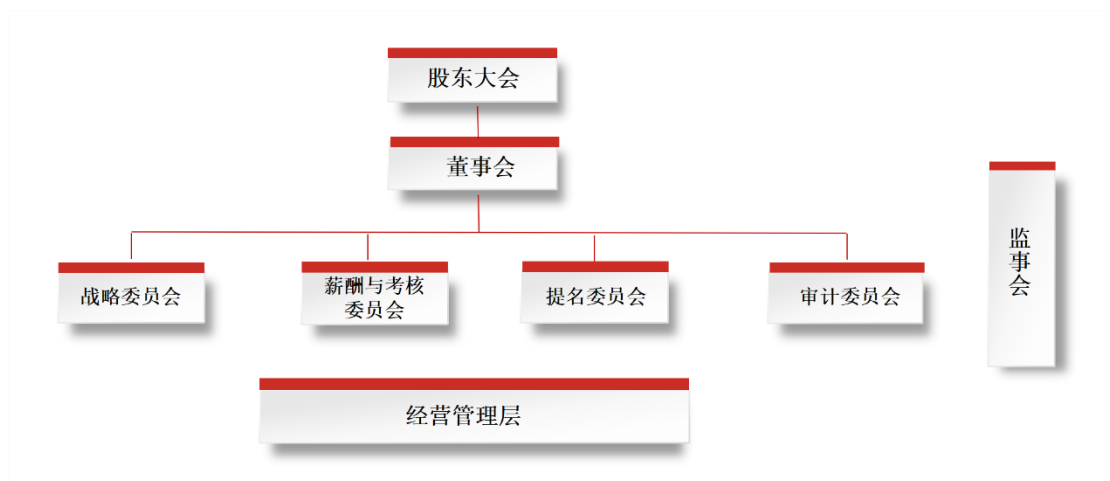 股东大会
董事会
战略委员会
薪酬与考核
委员会
提名委员会
审计委员会
监事会
经营管理层